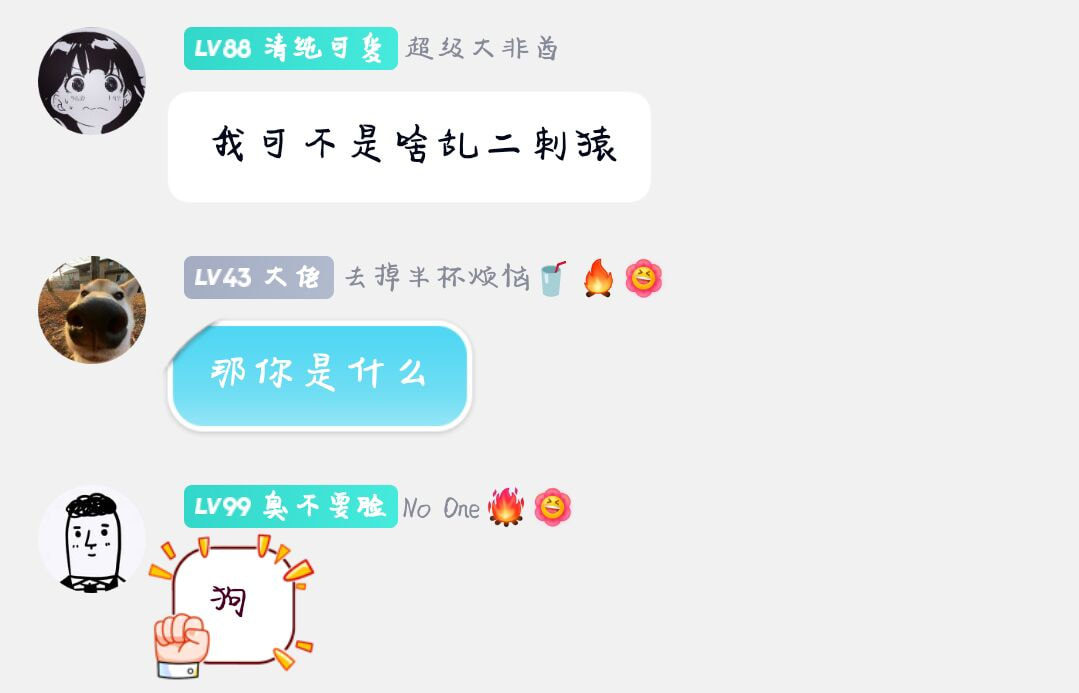 LV88 清纯可爱 超级大非酋
我可不是啥乱二刺猿
LV43 大佬 去掉半杯烦恼
那你是什么
LV99 臭不要脸 No One
狗